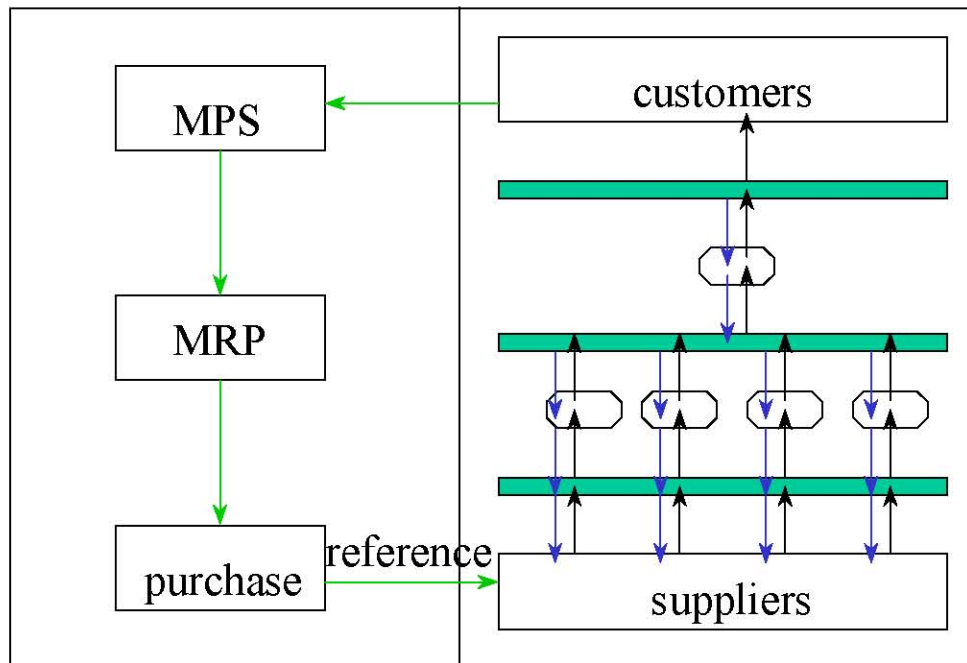 MPS
customers
MRP
purchase
reference
suppliers